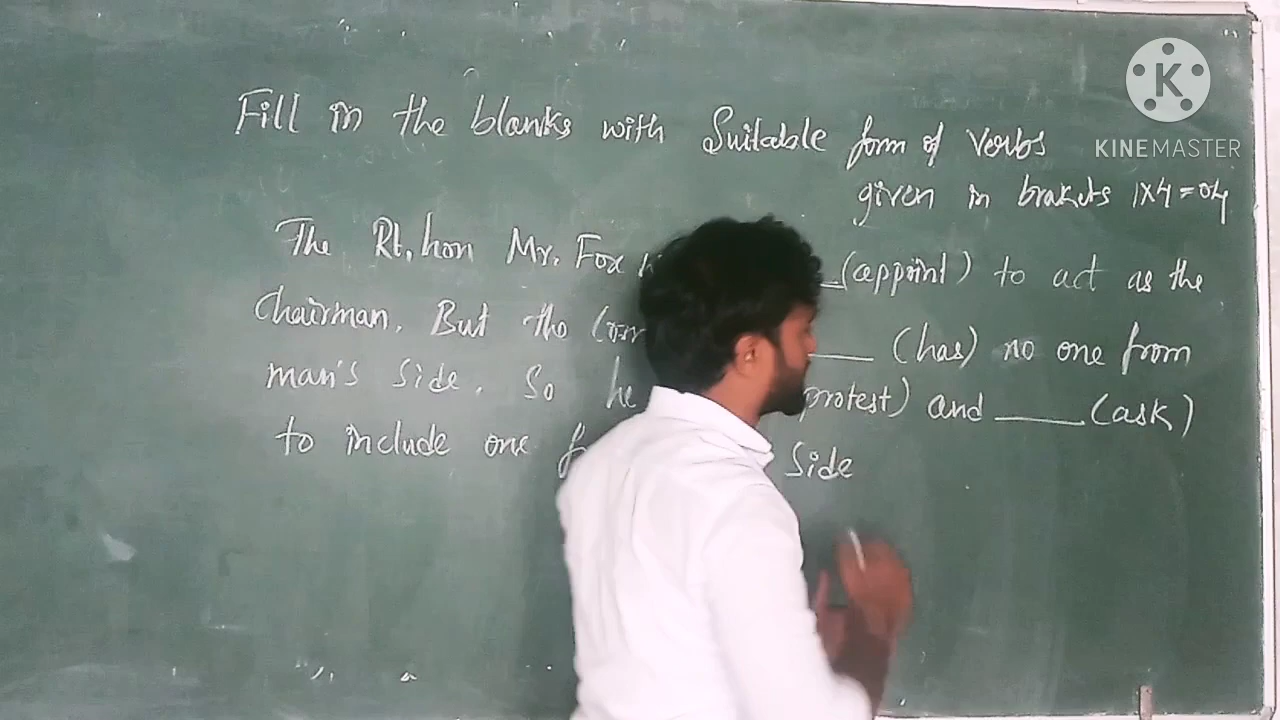 Fill in the blanks with Suitable form of Verbs
given in brakets 1x4=04
The Rt. hon Mr. Fox (appoint) to act as the
Chairman. But the ____ (has) no one from
man's Side. So he protest) and ____ (ask)
to include one Side
K
KINEMASTER